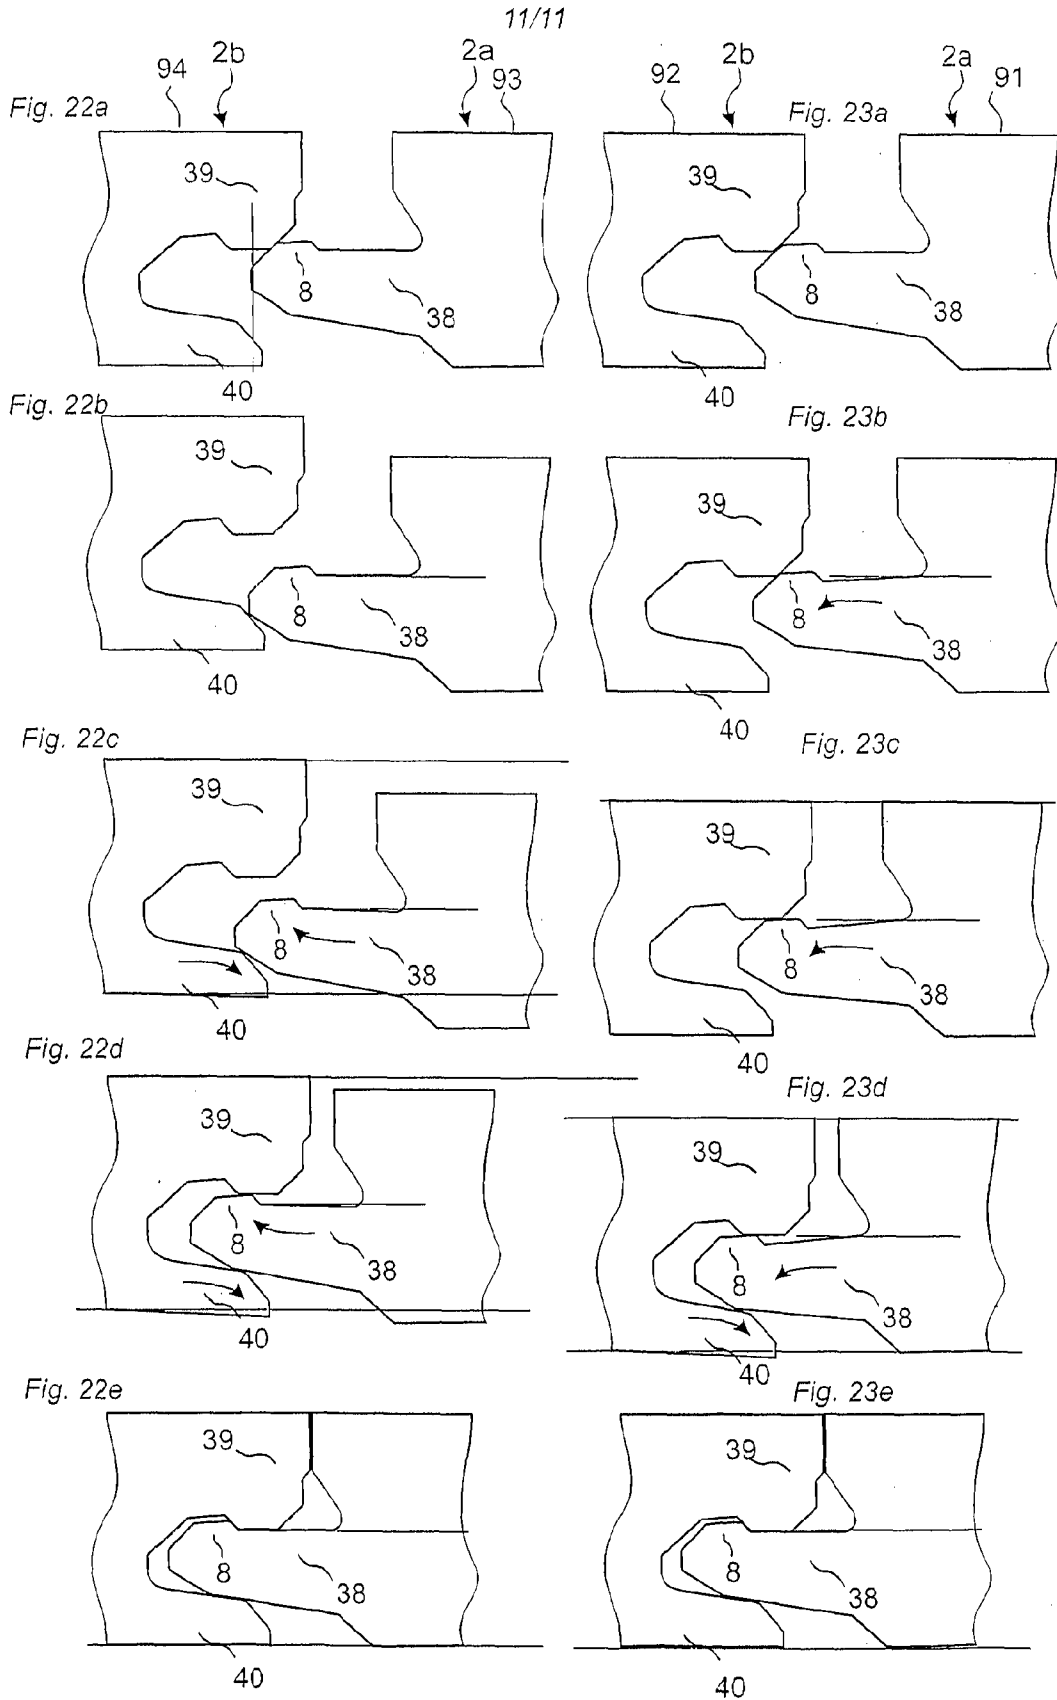 11/11
94 2b 2a 93 92 2b 2a 91
Fig. 22a Fig. 23a
39 39
8 38 8 38
40 40
Fig. 22b Fig. 23b
39 39
8 38 8 38
40 40
Fig. 22c Fig. 23c
39 39
8 38 8 38
40 40
Fig. 22d Fig. 23d
39 39
8 38 8 38
40 40
Fig. 22e Fig. 23e
39 39
8 38 8 38
40 40